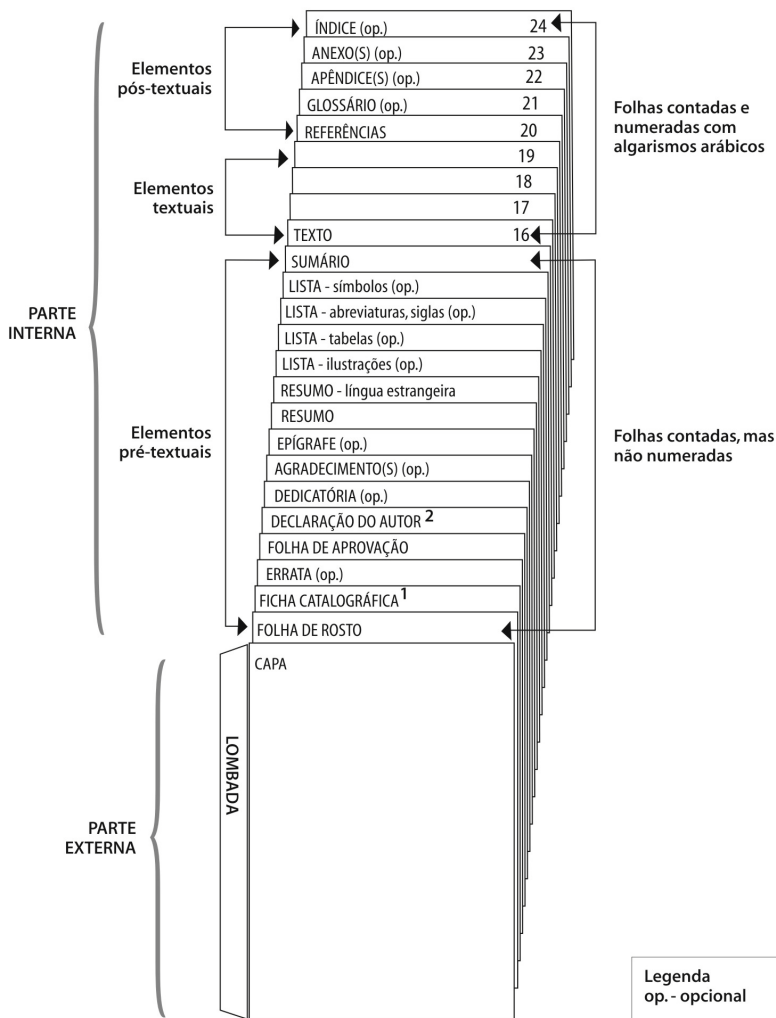 ÍNDICE (op.) 24
ANEXO(S) (op.) 23
APÊNDICE(S) (op.) 22
GLOSSÁRIO (op.) 21
REFERÊNCIAS 20
19
18
17
TEXTO 16
SUMÁRIO
LISTA - símbolos (op.)
LISTA - abreviaturas, siglas (op.)
LISTA - tabelas (op.)
LISTA - ilustrações (op.)
RESUMO - língua estrangeira
RESUMO
EPÍGRAFE (op.)
AGRADECIMENTO(S) (op.)
DEDICATÓRIA (op.)
DECLARAÇÃO DO AUTOR 2
FOLHA DE APROVAÇÃO
ERRATA (op.)
FICHA CATALOGRÁFICA 1
FOLHA DE ROSTO
CAPA
LOMBADA
Elementos
pós-textuais
Elementos
textuais
Elementos
pré-textuais
PARTE
INTERNA
PARTE
EXTERNA
Folhas contadas e
numeradas com
algarismos arábicos
Folhas contadas, mas
não numeradas
Legenda
op. - opcional